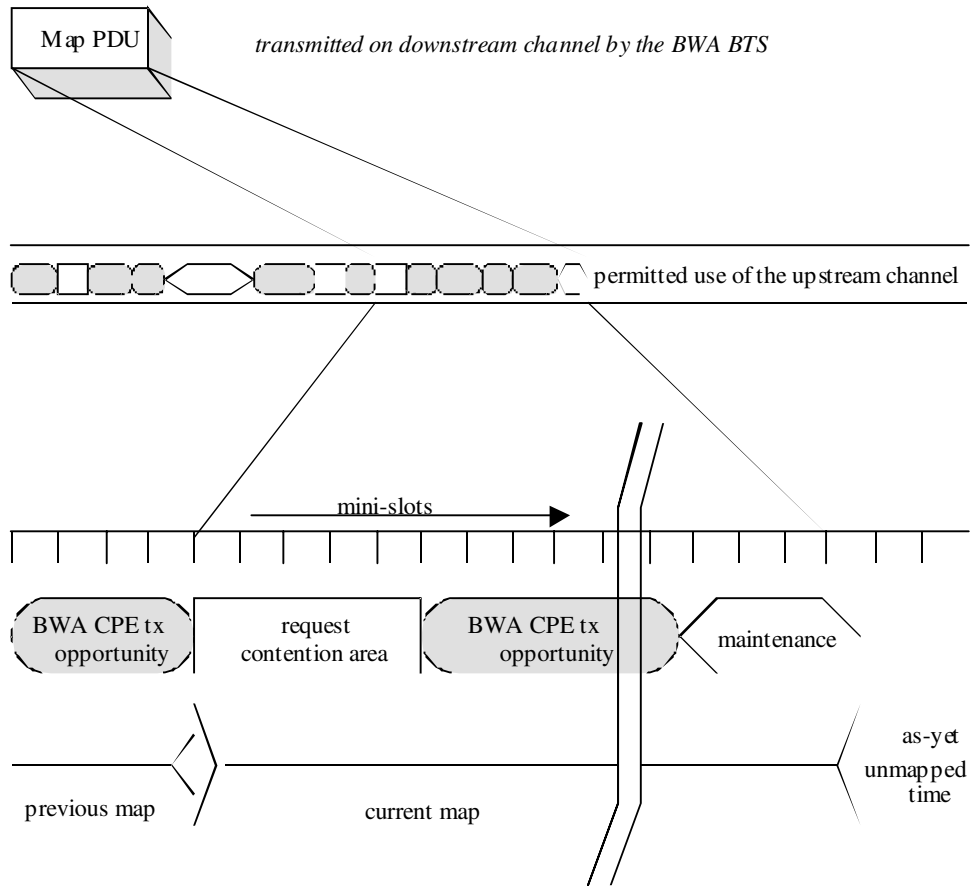 Map PDU
transmitted on downstream channel by the BWA BTS
permitted use of the upstream channel
mini-slots
BWA CPE tx
opportunity
request
contention area
BWA CPE tx
opportunity
maintenance
previous map
current map
as-yet
unmapped
time